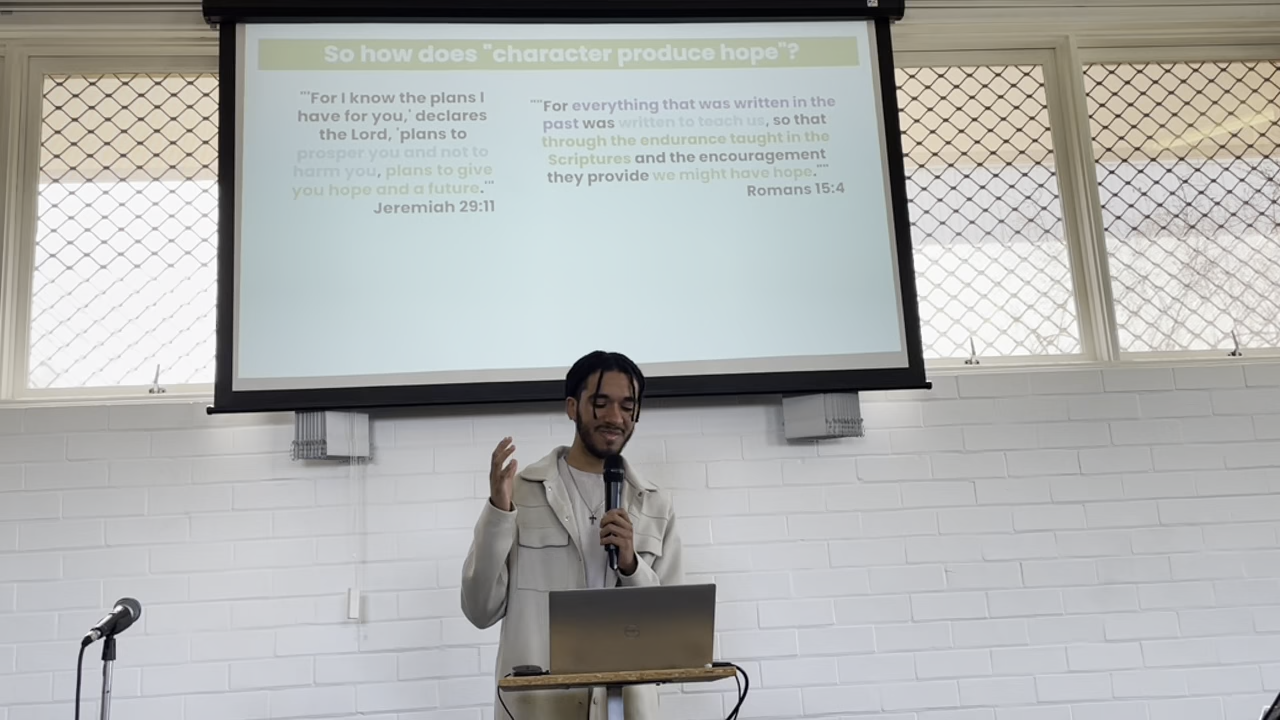 So how does "character produce hope"?
"'For I know the plans I
have for you,' declares
the Lord, 'plans to
prosper you and not to
harm you, plans to give
you hope and a future.'"
Jeremiah 29:11
""For everything that was written in the
past was written to teach us, so that
through the endurance taught in the
Scriptures and the encouragement
they provide we might have hope.""
Romans 15:4
DELL